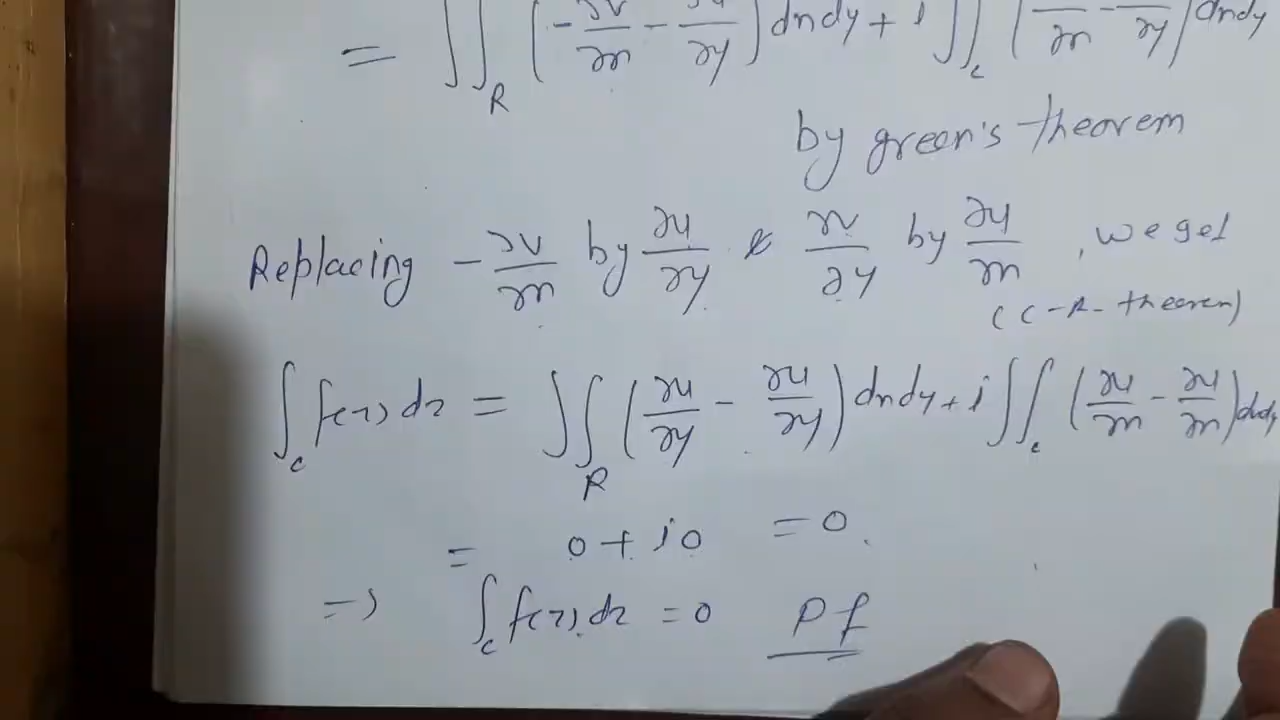 = ∬_R (-∂v/∂x - ∂u/∂y) dxdy + i ∬_c (∂u/∂x - ∂v/∂y) dxdy
by green's theorem
Replacing -∂v/∂x by ∂u/∂y & ∂v/∂y by ∂u/∂x, we get
(C-R-theorem)
∫_c f(z) dz = ∬_R (∂u/∂y - ∂u/∂y) dxdy + i ∬_c (∂u/∂x - ∂u/∂x) dxdy
= 0 + i0 = 0.
=> ∫_c f(z) dz = 0 Pf